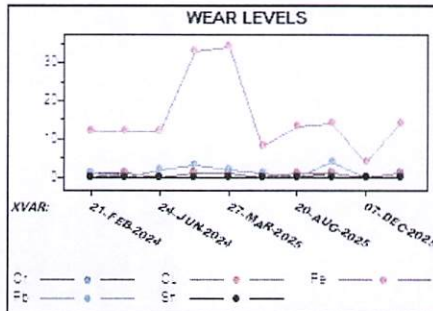 WEAR LEVELS
30
20
10
0
XVAR:
21-FEB-2024
24-JUN-2024
27-MAR-2025
20-AUG-2025
07-DEC-2025
Cr
Cu
Fe
Pb
Sn